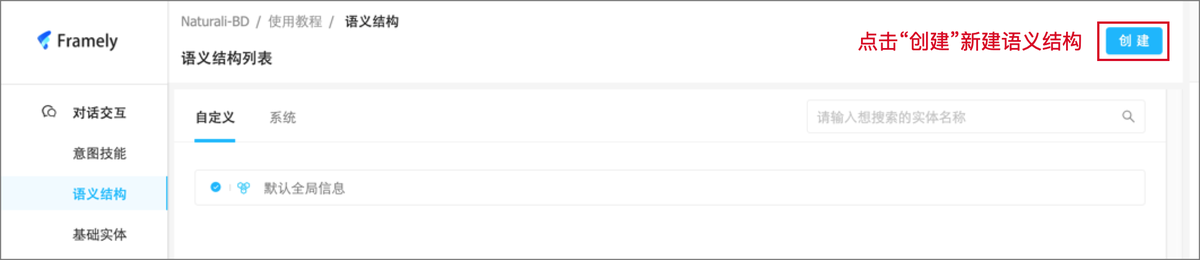 Framely
Naturali-BD / 使用教程 / 语义结构
语义结构列表
点击“创建”新建语义结构
创 建
对话交互
意图技能
语义结构
基础实体
自定义
系统
请输入想搜索的实体名称
默认全局信息